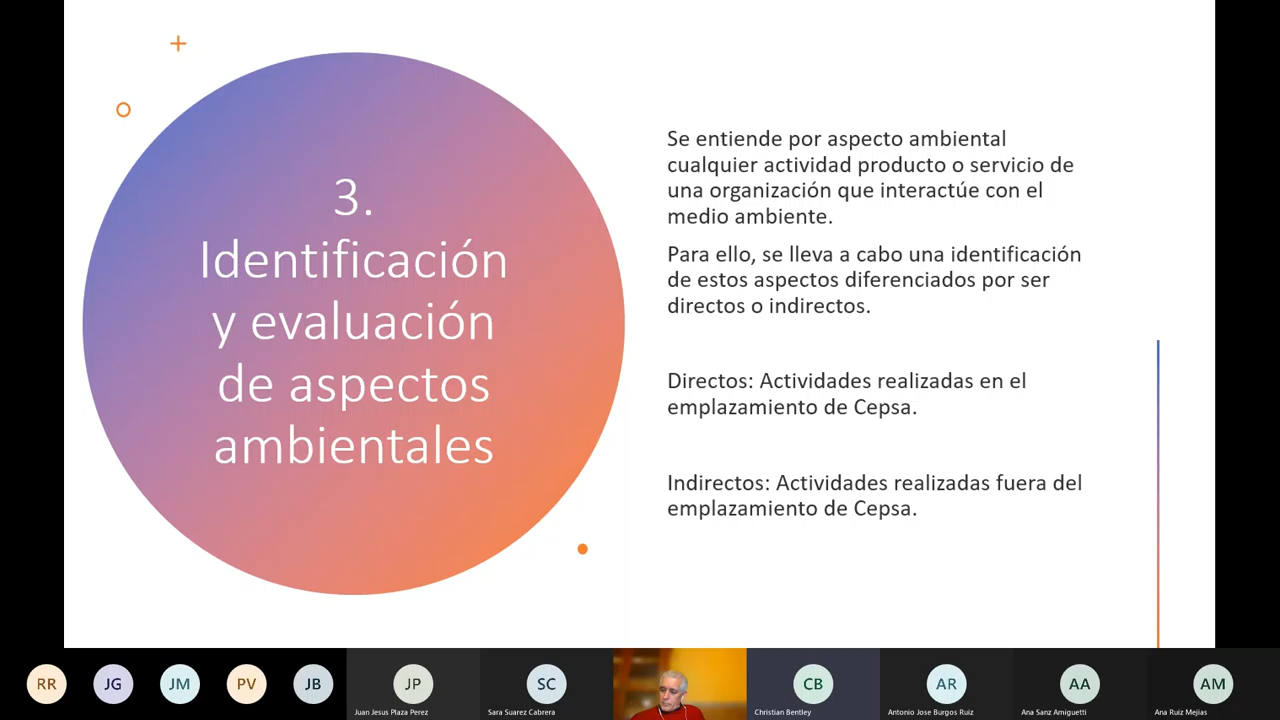 3.
Identificación
y evaluación
de aspectos
ambientales
Se entiende por aspecto ambiental
cualquier actividad producto o servicio de
una organización que interactúe con el
medio ambiente.
Para ello, se lleva a cabo una identificación
de estos aspectos diferenciados por ser
directos o indirectos.
Directos: Actividades realizadas en el
emplazamiento de Cepsa.
Indirectos: Actividades realizadas fuera del
emplazamiento de Cepsa.
RR
JG
JM
PV
JB
JP
SC
CB
AR
AA
AM
Juan Jesus Plaza Perez
Sara Suarez Cabrera
Christian Bentley
Antonio Jose Burgos Ruiz
Ana Sanz Amiguetti
Ana Ruiz Mejias